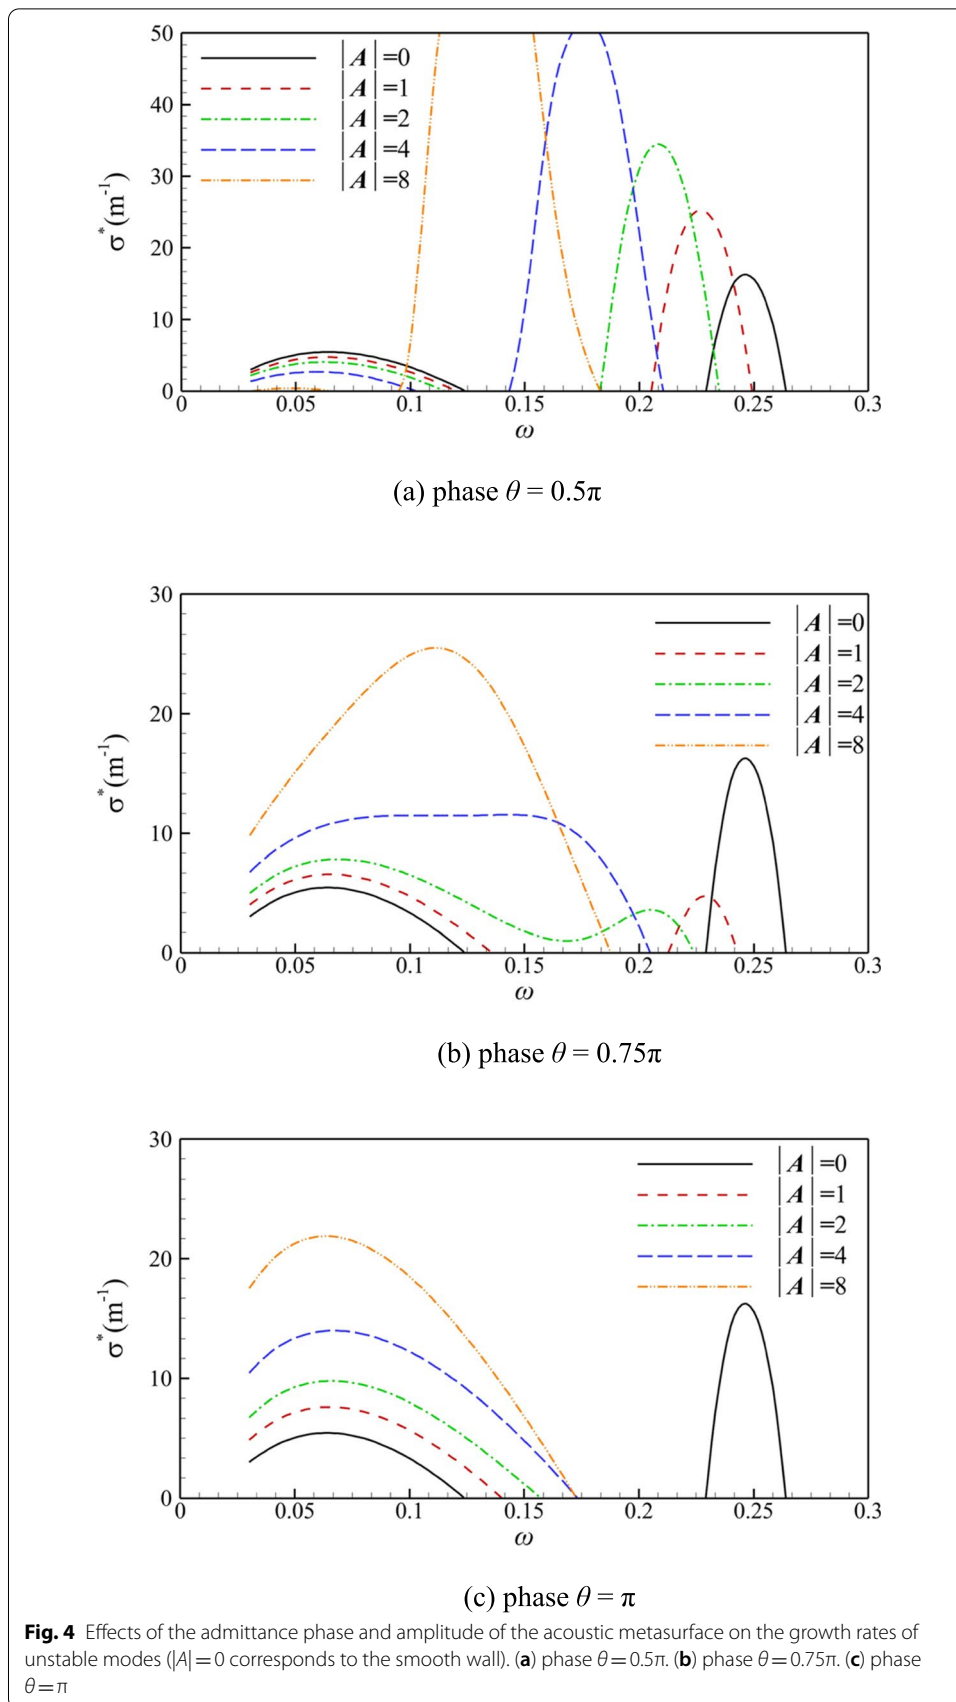 50
40
30
20
10
0
σ* (m⁻¹)
|A|=0
|A|=1
|A|=2
|A|=4
|A|=8
0 0.05 0.1 0.15 0.2 0.25 0.3
ω
(a) phase θ = 0.5π
30
20
10
0
σ* (m⁻¹)
|A|=0
|A|=1
|A|=2
|A|=4
|A|=8
0 0.05 0.1 0.15 0.2 0.25 0.3
ω
(b) phase θ = 0.75π
30
20
10
0
σ* (m⁻¹)
|A|=0
|A|=1
|A|=2
|A|=4
|A|=8
0 0.05 0.1 0.15 0.2 0.25 0.3
ω
(c) phase θ = π
Fig. 4 Effects of the admittance phase and amplitude of the acoustic metasurface on the growth rates of
unstable modes (|A| = 0 corresponds to the smooth wall). (a) phase θ = 0.5π. (b) phase θ = 0.75π. (c) phase
θ = π